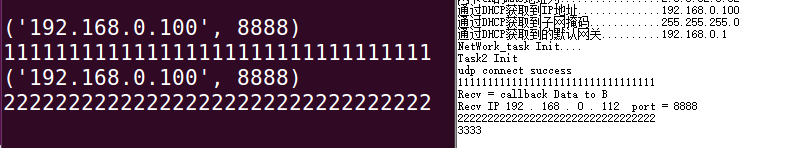 ('192.168.0.100', 8888)
111111111111111111111111111111111
('192.168.0.100', 8888)
222222222222222222222222222222222
通过DHCP获取到IP地址..............192.168.0.100
通过DHCP获取到子网掩码............255.255.255.0
通过DHCP获取到的默认网关..........192.168.0.1
NetWork_task Init....
Task2 Init
udp connect success
111111111111111111111111111111111
Recv = callback Data to B
Recv IP 192 . 168 . 0 . 112  port = 8888
222222222222222222222222222222222
3333